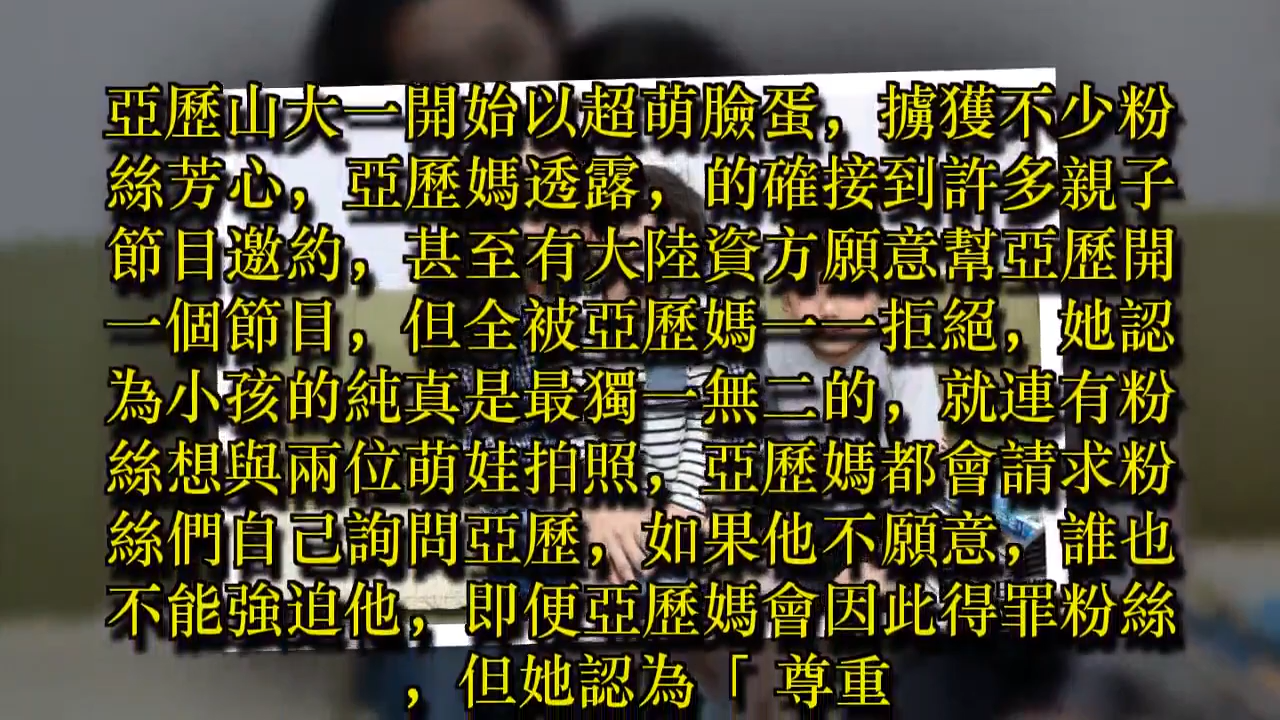 亞歷山大一開始以超萌臉蛋，擄獲不少粉
絲芳心，亞歷媽透露，的確接到許多親子
節目邀約，甚至有大陸資方願意幫亞歷開
一個節目，但全被亞歷媽一一拒絕，她認
為小孩的純真是最獨一無二的，就連有粉
絲想與兩位萌娃拍照，亞歷媽都會請求粉
絲們自己詢問亞歷，如果他不願意，誰也
不能強迫他，即便亞歷媽會因此得罪粉絲
，但她認為「 尊重